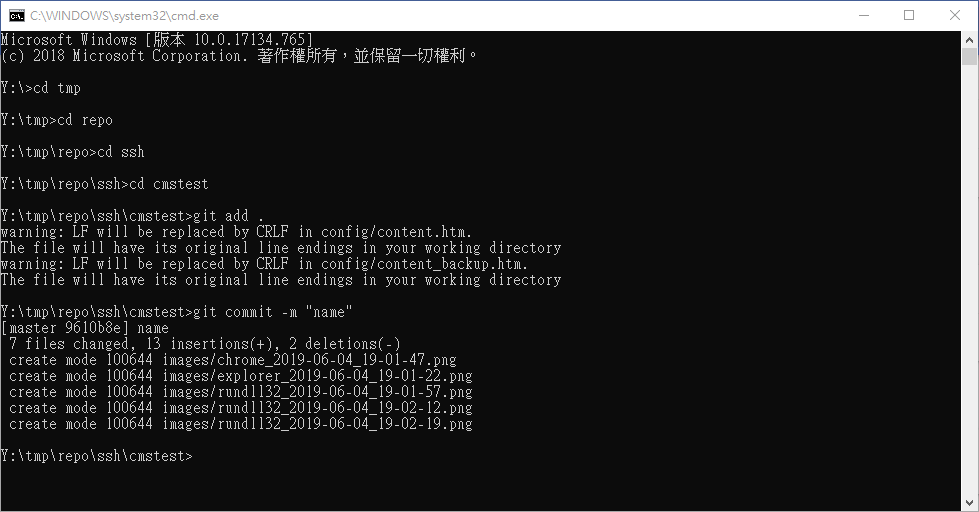 C:\WINDOWS\system32\cmd.exe
Microsoft Windows [版本 10.0.17134.765]
(c) 2018 Microsoft Corporation. 著作權所有，並保留一切權利。
Y:\>cd tmp
Y:\tmp>cd repo
Y:\tmp\repo>cd ssh
Y:\tmp\repo\ssh>cd cmstest
Y:\tmp\repo\ssh\cmstest>git add .
warning: LF will be replaced by CRLF in config/content.htm.
The file will have its original line endings in your working directory
warning: LF will be replaced by CRLF in config/content_backup.htm.
The file will have its original line endings in your working directory
Y:\tmp\repo\ssh\cmstest>git commit -m "name"
[master 9610b8e] name
 7 files changed, 13 insertions(+), 2 deletions(-)
 create mode 100644 images/chrome_2019-06-04_19-01-47.png
 create mode 100644 images/explorer_2019-06-04_19-01-22.png
 create mode 100644 images/rundll32_2019-06-04_19-01-57.png
 create mode 100644 images/rundll32_2019-06-04_19-02-12.png
 create mode 100644 images/rundll32_2019-06-04_19-02-19.png
Y:\tmp\repo\ssh\cmstest>